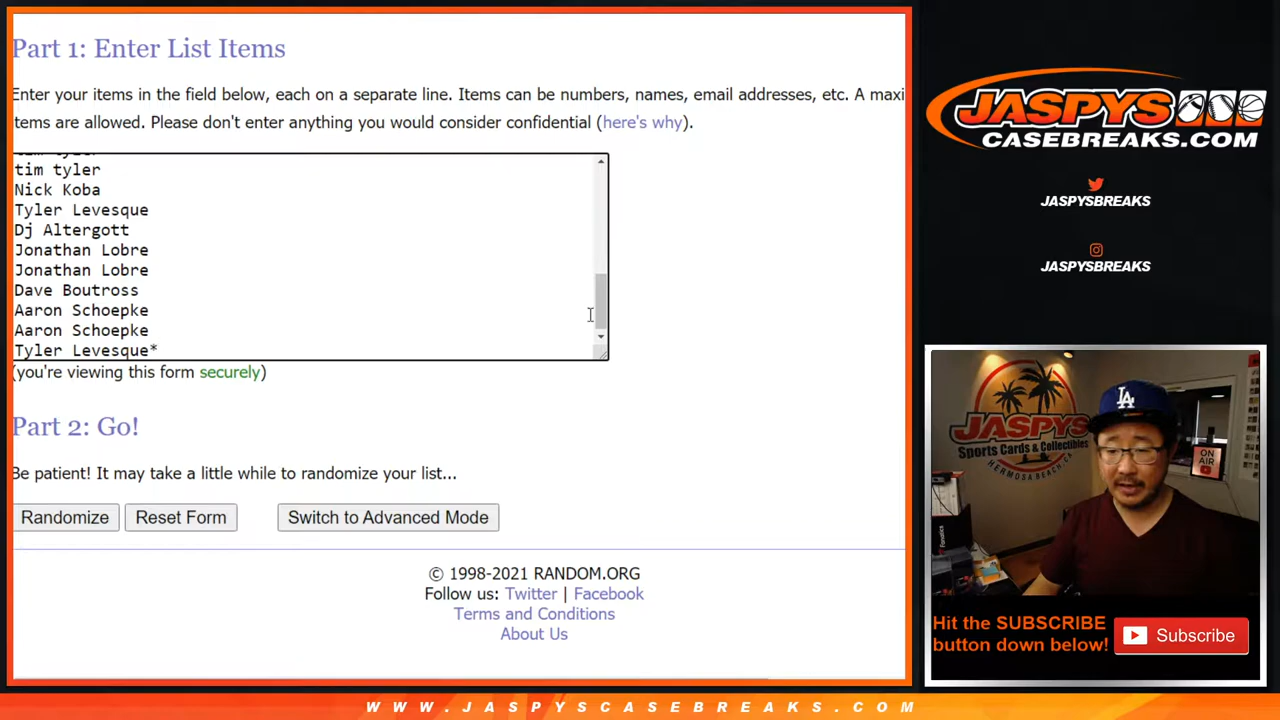 Part 1: Enter List Items
Enter your items in the field below, each on a separate line. Items can be numbers, names, email addresses, etc. A maxi
items are allowed. Please don't enter anything you would consider confidential (here's why).
tim tyler
tim tyler
Nick Koba
Tyler Levesque
Dj Altergott
Jonathan Lobre
Jonathan Lobre
Dave Boutross
Aaron Schoepke
Aaron Schoepke
Tyler Levesque*
(you're viewing this form securely)
Part 2: Go!
Be patient! It may take a little while to randomize your list...
Randomize
Reset Form
Switch to Advanced Mode
© 1998-2021 RANDOM.ORG
Follow us: Twitter | Facebook
Terms and Conditions
About Us
JASPYS
CASEBREAKS.COM
JASPYSBREAKS
JASPYSBREAKS
JASPYS
Sports Cards & Collectibles
HERMOSA BEACH, CA
LA
ON AIR
Fanatics
Hit the SUBSCRIBE
button down below!
Subscribe
WWW.JASPYSCASEBREAKS.COM